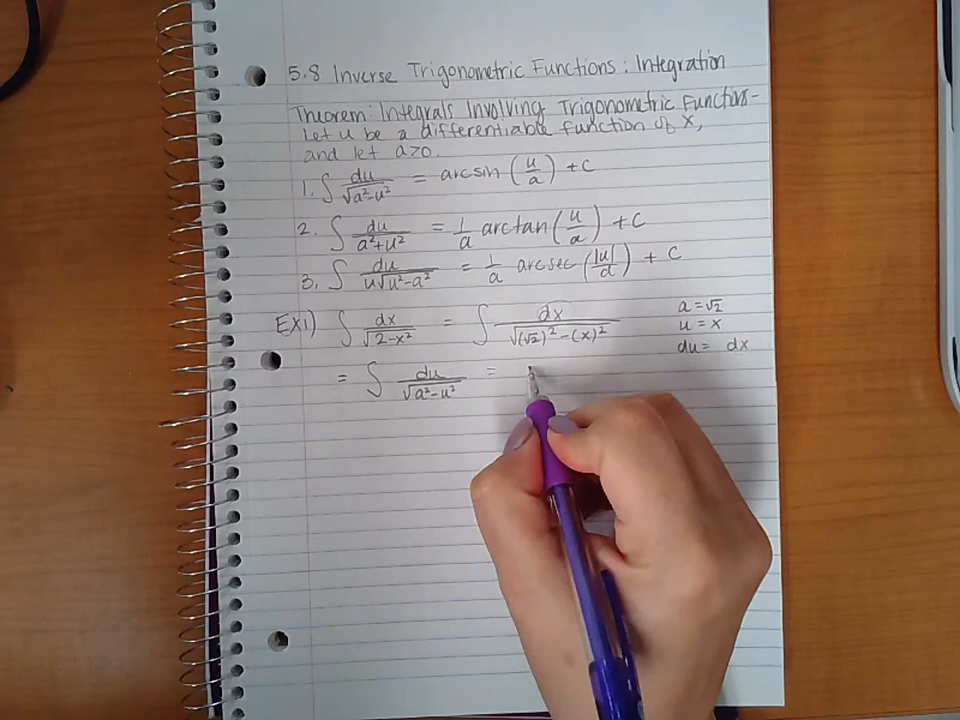 5.8 Inverse Trigonometric Functions: Integration
Theorem: Integrals Involving Trigonometric Functions-
Let u be a differentiable function of x,
and let a>0.
1. ∫ du/√(a²-u²) = arcsin (u/a) + C
2. ∫ du/(a²+u²) = 1/a arctan (u/a) + C
3. ∫ du/(u√(u²-a²)) = 1/a arcsec (|u|/a) + C
EX1) ∫ dx/√(2-x²) = ∫ dx/√((√2)²-(x)²) a = √2
u = x
du = dx
= ∫ du/√(a²-u²) =